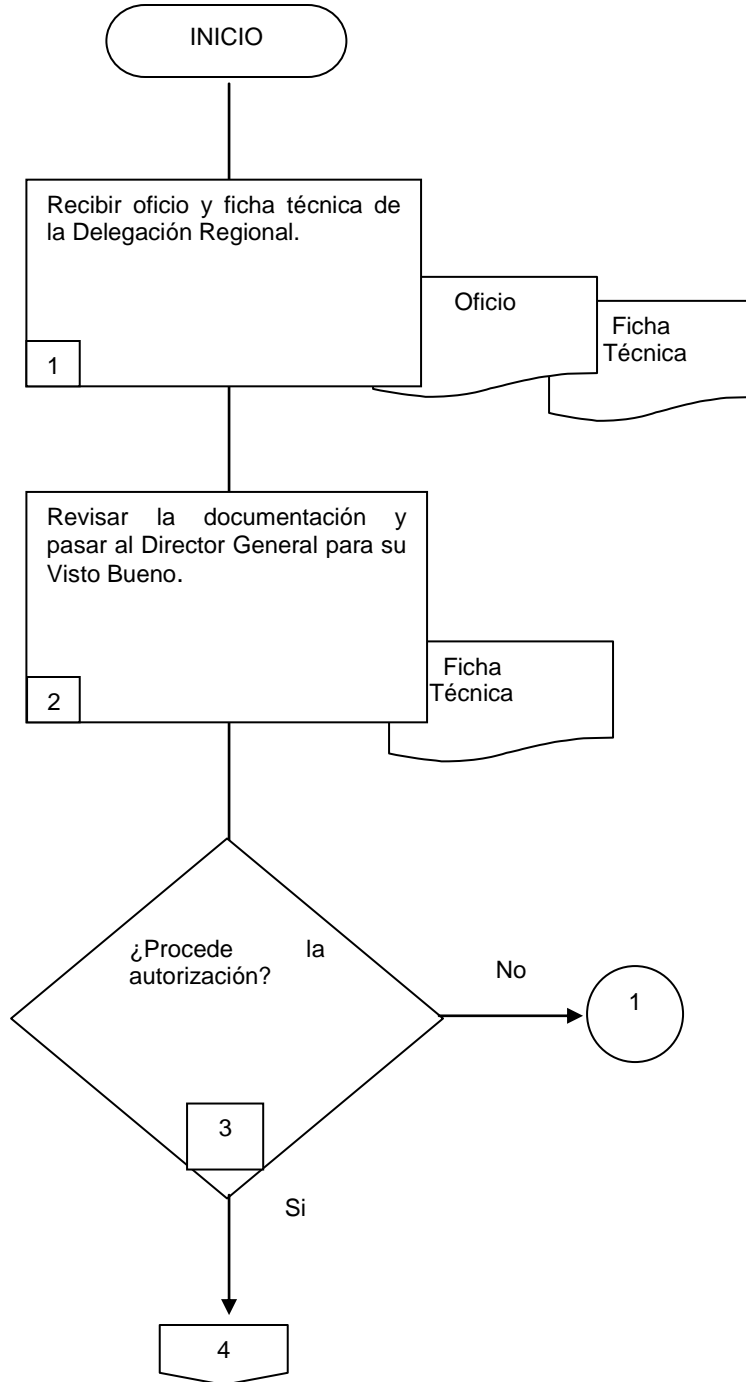 INICIO
Recibir oficio y ficha técnica de
la Delegación Regional.
1
Oficio
Ficha
Técnica
Revisar la documentación y
pasar al Director General para su
Visto Bueno.
2
Ficha
Técnica
¿Procede la
autorización?
3
No
1
Si
4